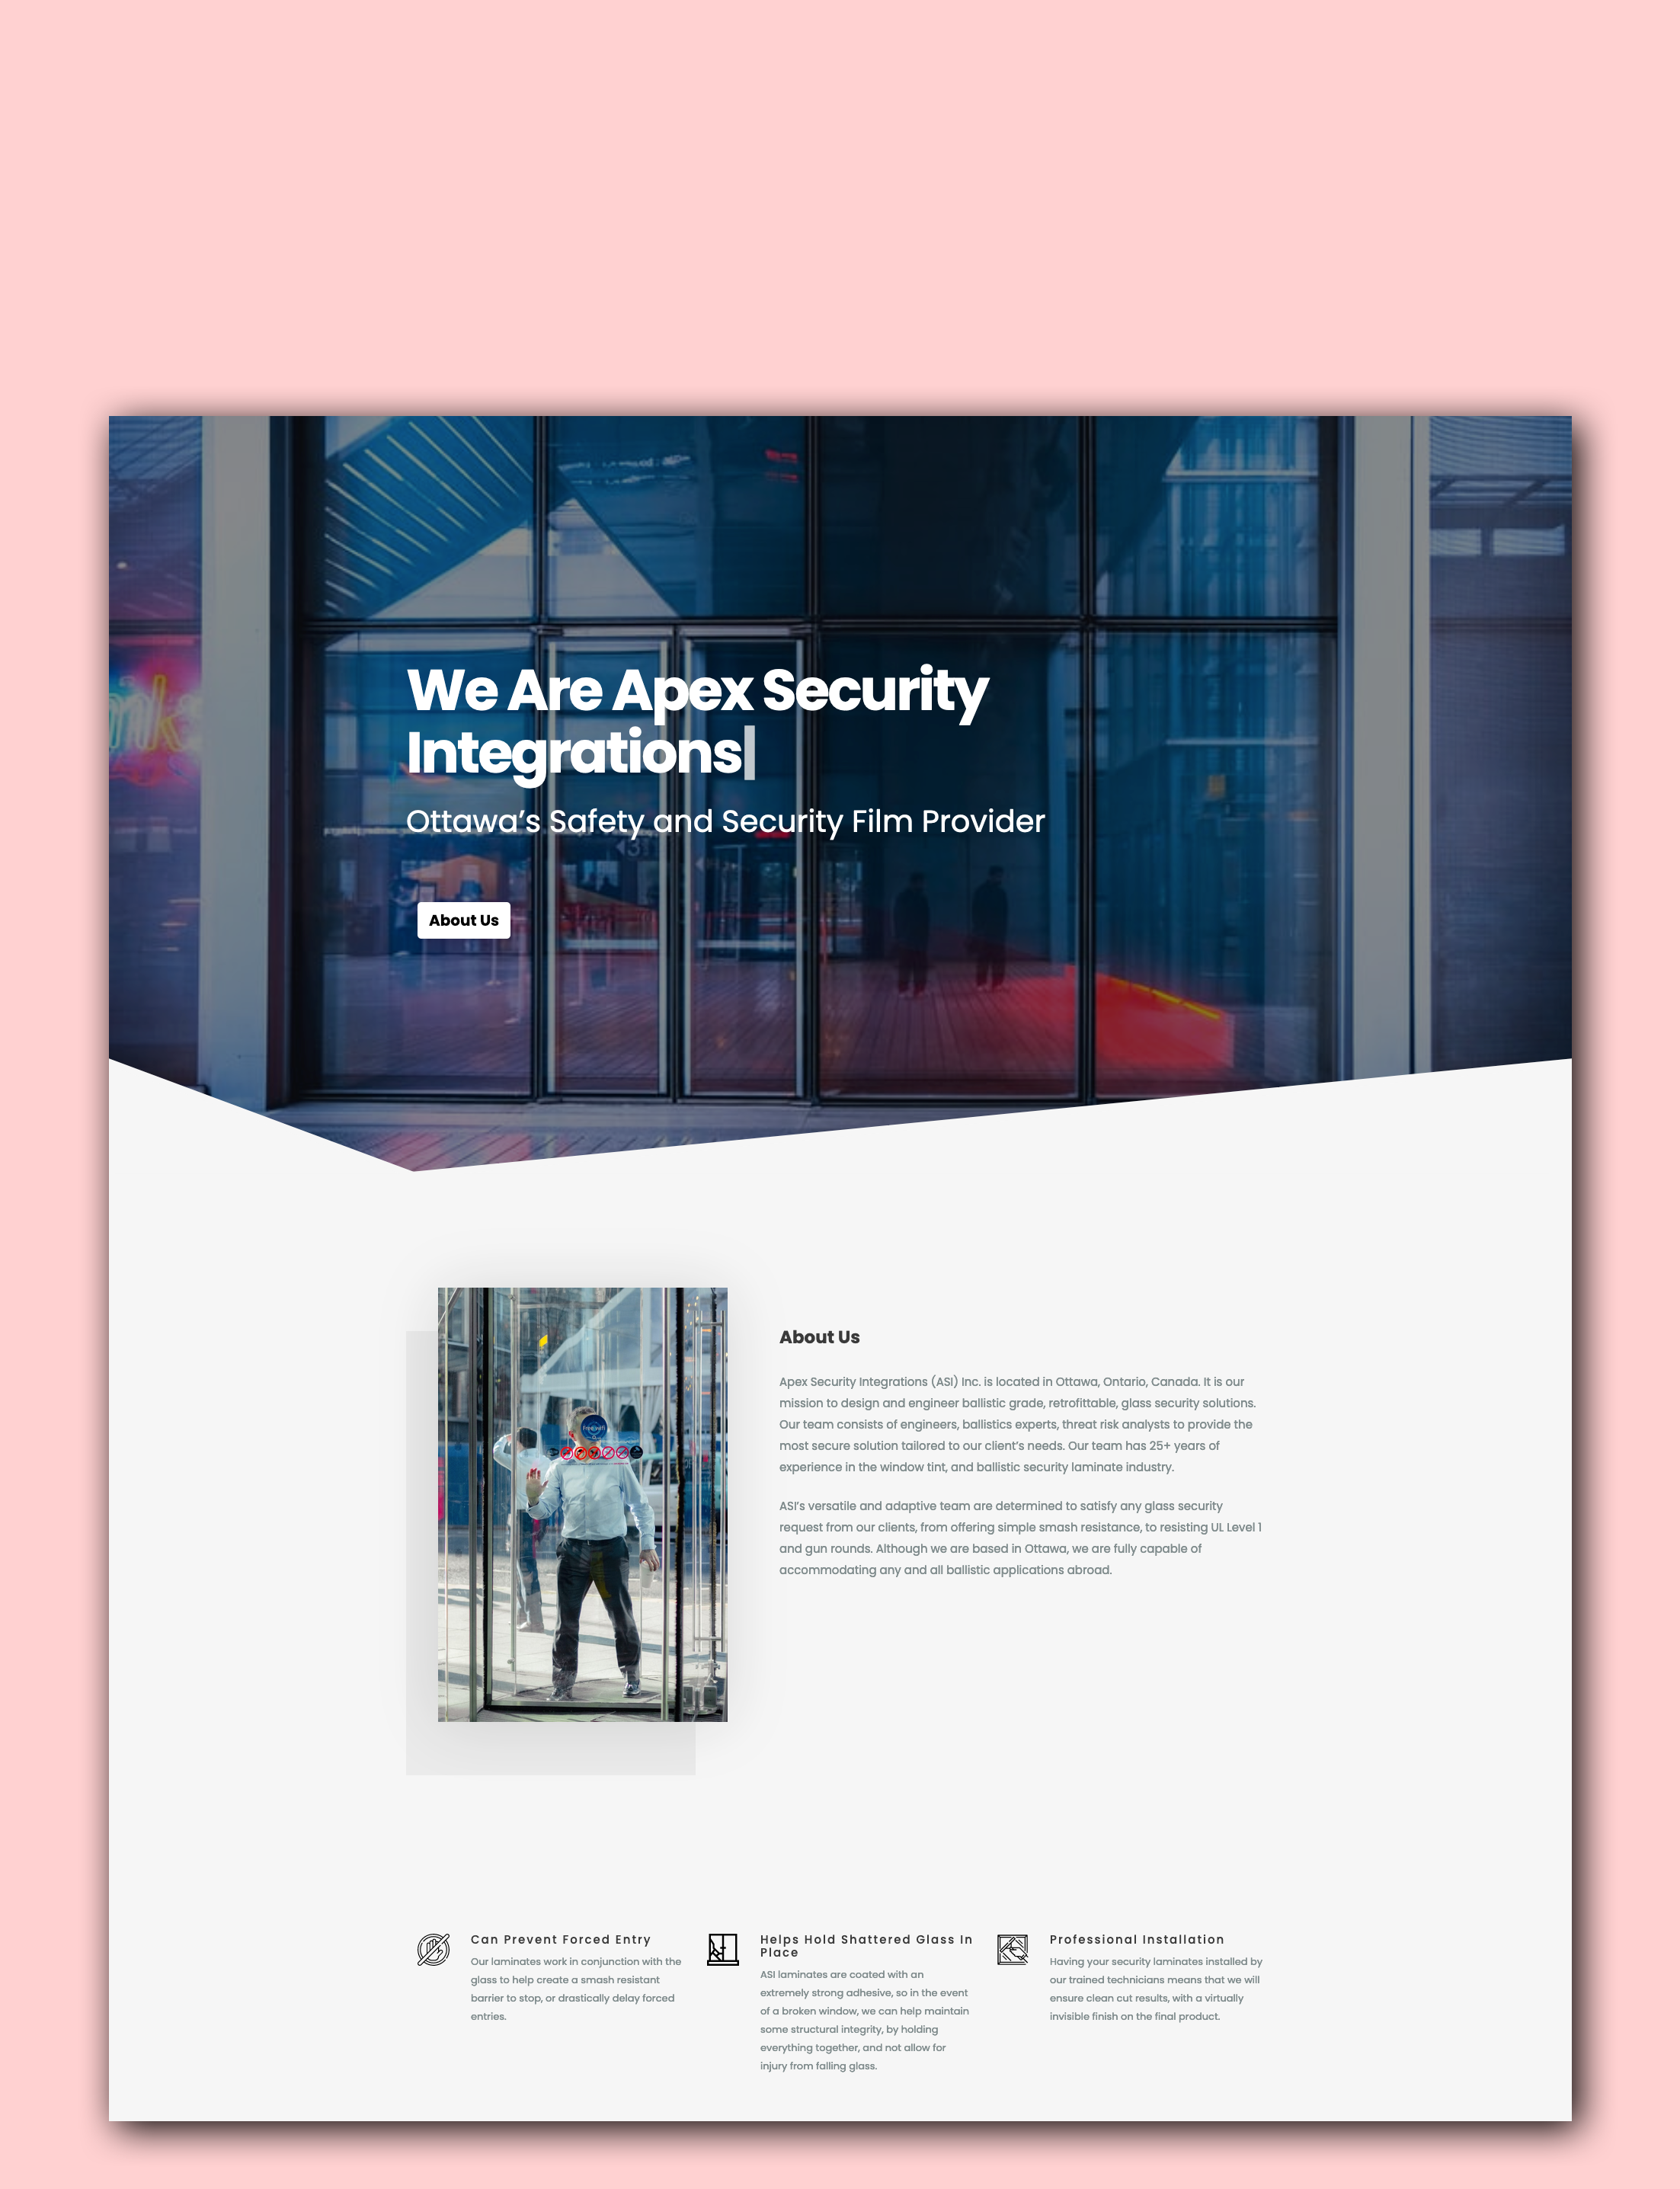 We Are Apex Security
Integrations
Ottawa's Safety and Security Film Provider
About Us
About Us
Apex Security Integrations (ASI) Inc. is located in Ottawa, Ontario, Canada. It is our
mission to design and engineer ballistic grade, retrofittable, glass security solutions.
Our team consists of engineers, ballistics experts, threat risk analysts to provide the
most secure solution tailored to our client's needs. Our team has 25+ years of
experience in the window tint, and ballistic security laminate industry.
ASI's versatile and adaptive team are determined to satisfy any glass security
request from our clients, from offering simple smash resistance, to resisting UL Level 1
and gun rounds. Although we are based in Ottawa, we are fully capable of
accommodating any and all ballistic applications abroad.
Can Prevent Forced Entry
Our laminates work in conjunction with the
glass to help create a smash resistant
barrier to stop, or drastically delay forced
entries.
Helps Hold Shattered Glass In
Place
ASI laminates are coated with an
extremely strong adhesive, so in the event
of a broken window, we can help maintain
some structural integrity, by holding
everything together, and not allow for
injury from falling glass.
Professional Installation
Having your security laminates installed by
our trained technicians means that we will
ensure clean cut results, with a virtually
invisible finish on the final product.